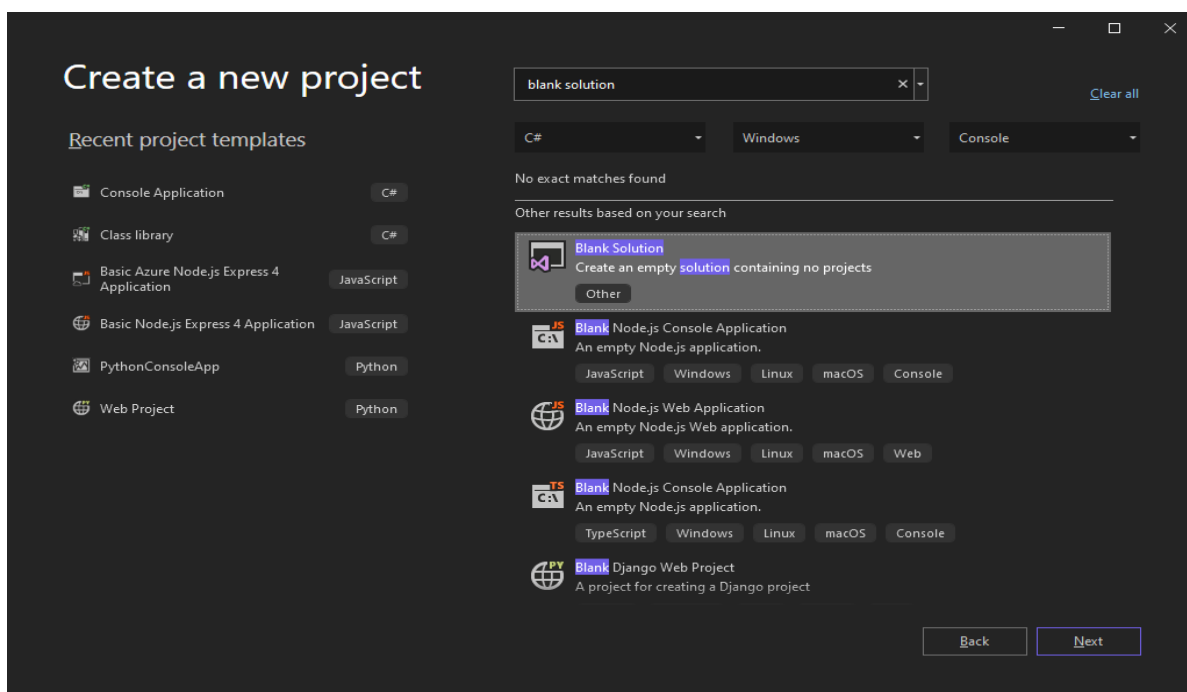 Create a new project
Recent project templates
Console Application C#
Class library C#
Basic Azure Node.js Express 4
Application JavaScript
Basic Node.js Express 4 Application JavaScript
PythonConsoleApp Python
Web Project Python
blank solution
Clear all
C# Windows Console
No exact matches found
Other results based on your search
Blank Solution
Create an empty solution containing no projects
Other
JS
C:\
Blank Node.js Console Application
An empty Node.js application.
JavaScript Windows Linux macOS Console
JS
Blank Node.js Web Application
An empty Node.js Web application.
JavaScript Windows Linux macOS Web
TS
C:\
Blank Node.js Console Application
An empty Node.js application.
TypeScript Windows Linux macOS Console
PY
Blank Django Web Project
A project for creating a Django project
Back Next